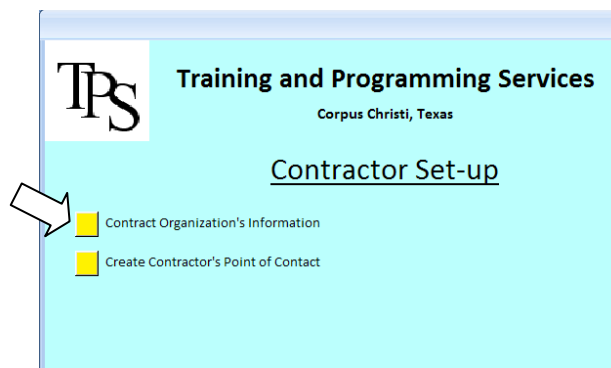 TPS
Training and Programming Services
Corpus Christi, Texas
Contractor Set-up
Contract Organization's Information
Create Contractor's Point of Contact